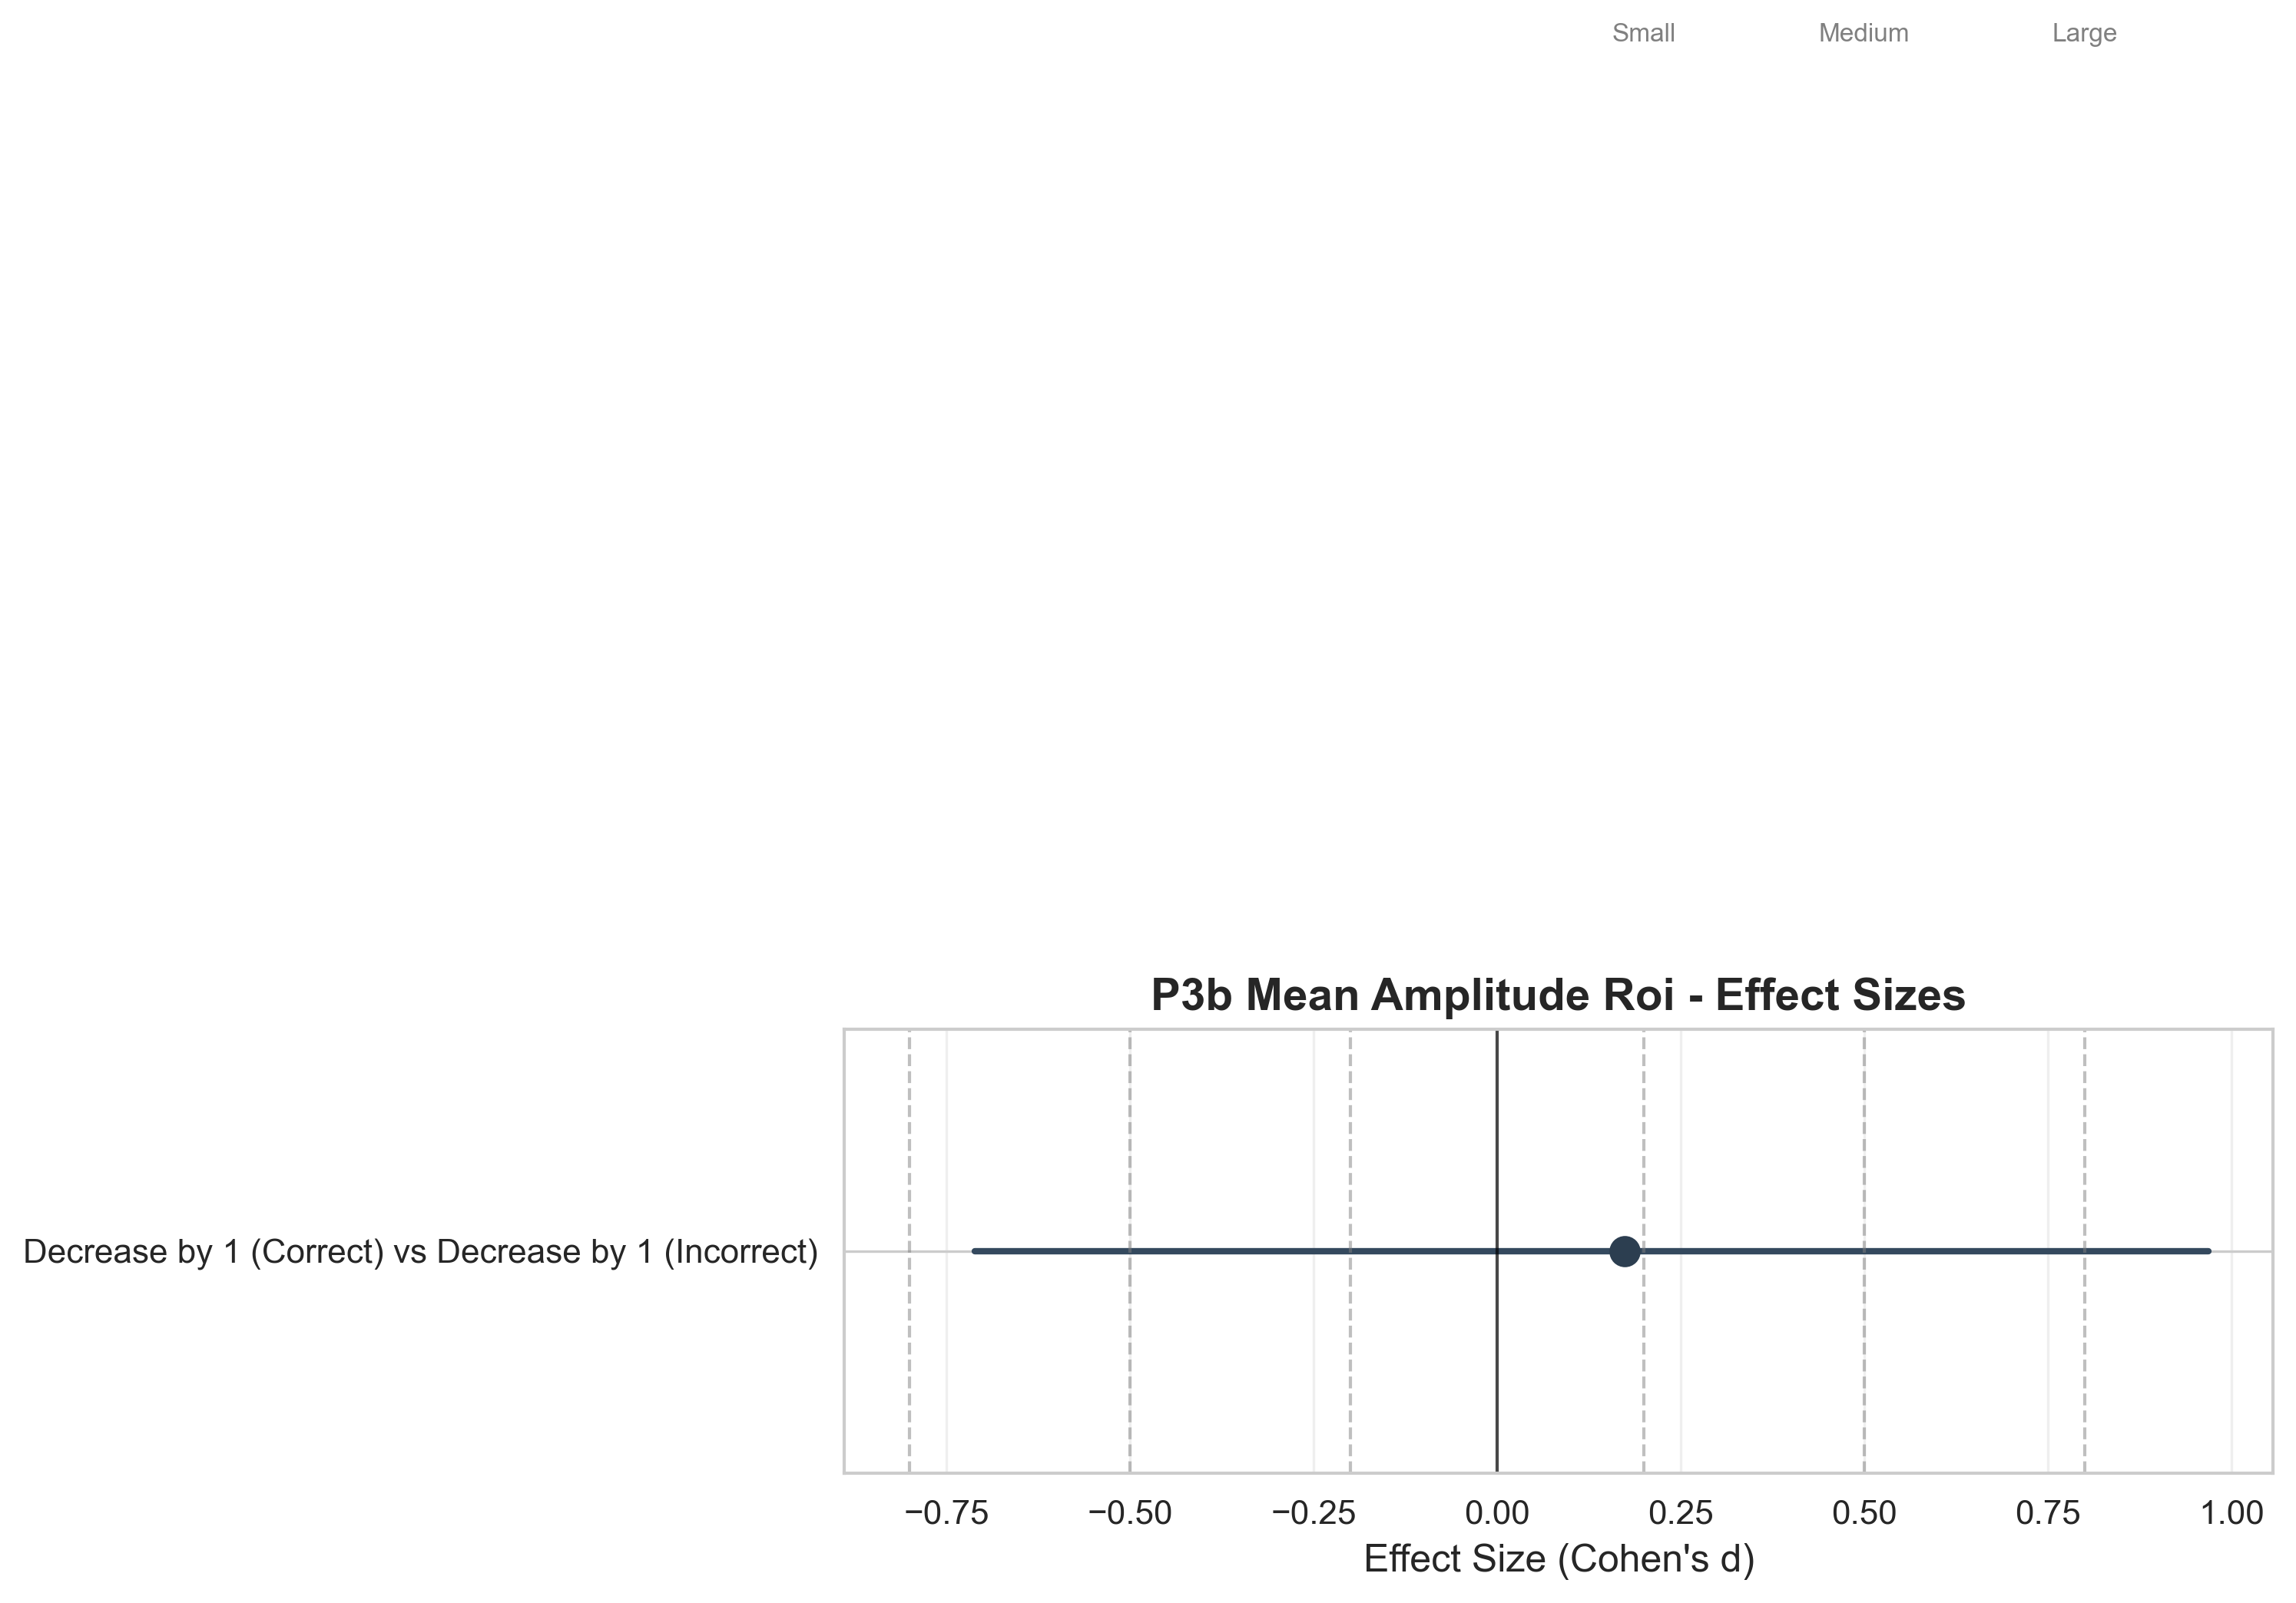 Small Medium Large
P3b Mean Amplitude Roi - Effect Sizes
Decrease by 1 (Correct) vs Decrease by 1 (Incorrect)
−0.75 −0.50 −0.25 0.00 0.25 0.50 0.75 1.00
Effect Size (Cohen's d)